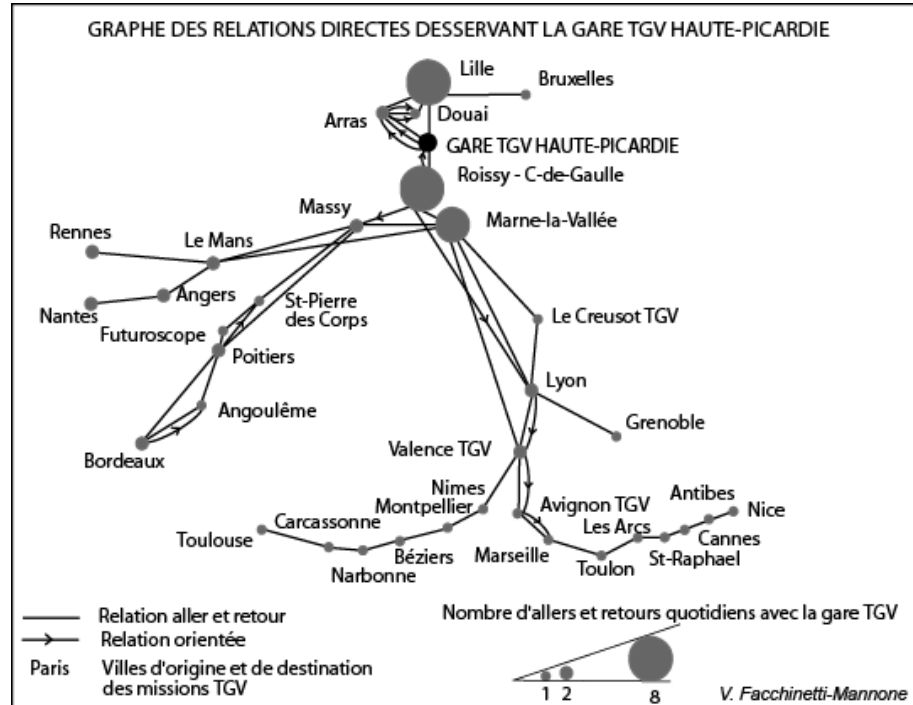 GRAPHE DES RELATIONS DIRECTES DESSERVANT LA GARE TGV HAUTE-PICARDIE
Lille
Bruxelles
Arras
Douai
GARE TGV HAUTE-PICARDIE
Roissy - C-de-Gaulle
Massy
Marne-la-Vallée
Rennes
Le Mans
Angers
Nantes
St-Pierre
des Corps
Futuroscope
Poitiers
Le Creusot TGV
Lyon
Angoulême
Grenoble
Bordeaux
Valence TGV
Nimes
Montpellier
Avignon TGV
Antibes
Nice
Carcassonne
Les Arcs
Toulouse
Cannes
Béziers
Marseille
St-Raphael
Narbonne
Toulon
Relation aller et retour
Relation orientée
Paris Villes d'origine et de destination
des missions TGV
Nombre d'allers et retours quotidiens avec la gare TGV
1 2 8
V. Facchinetti-Mannone